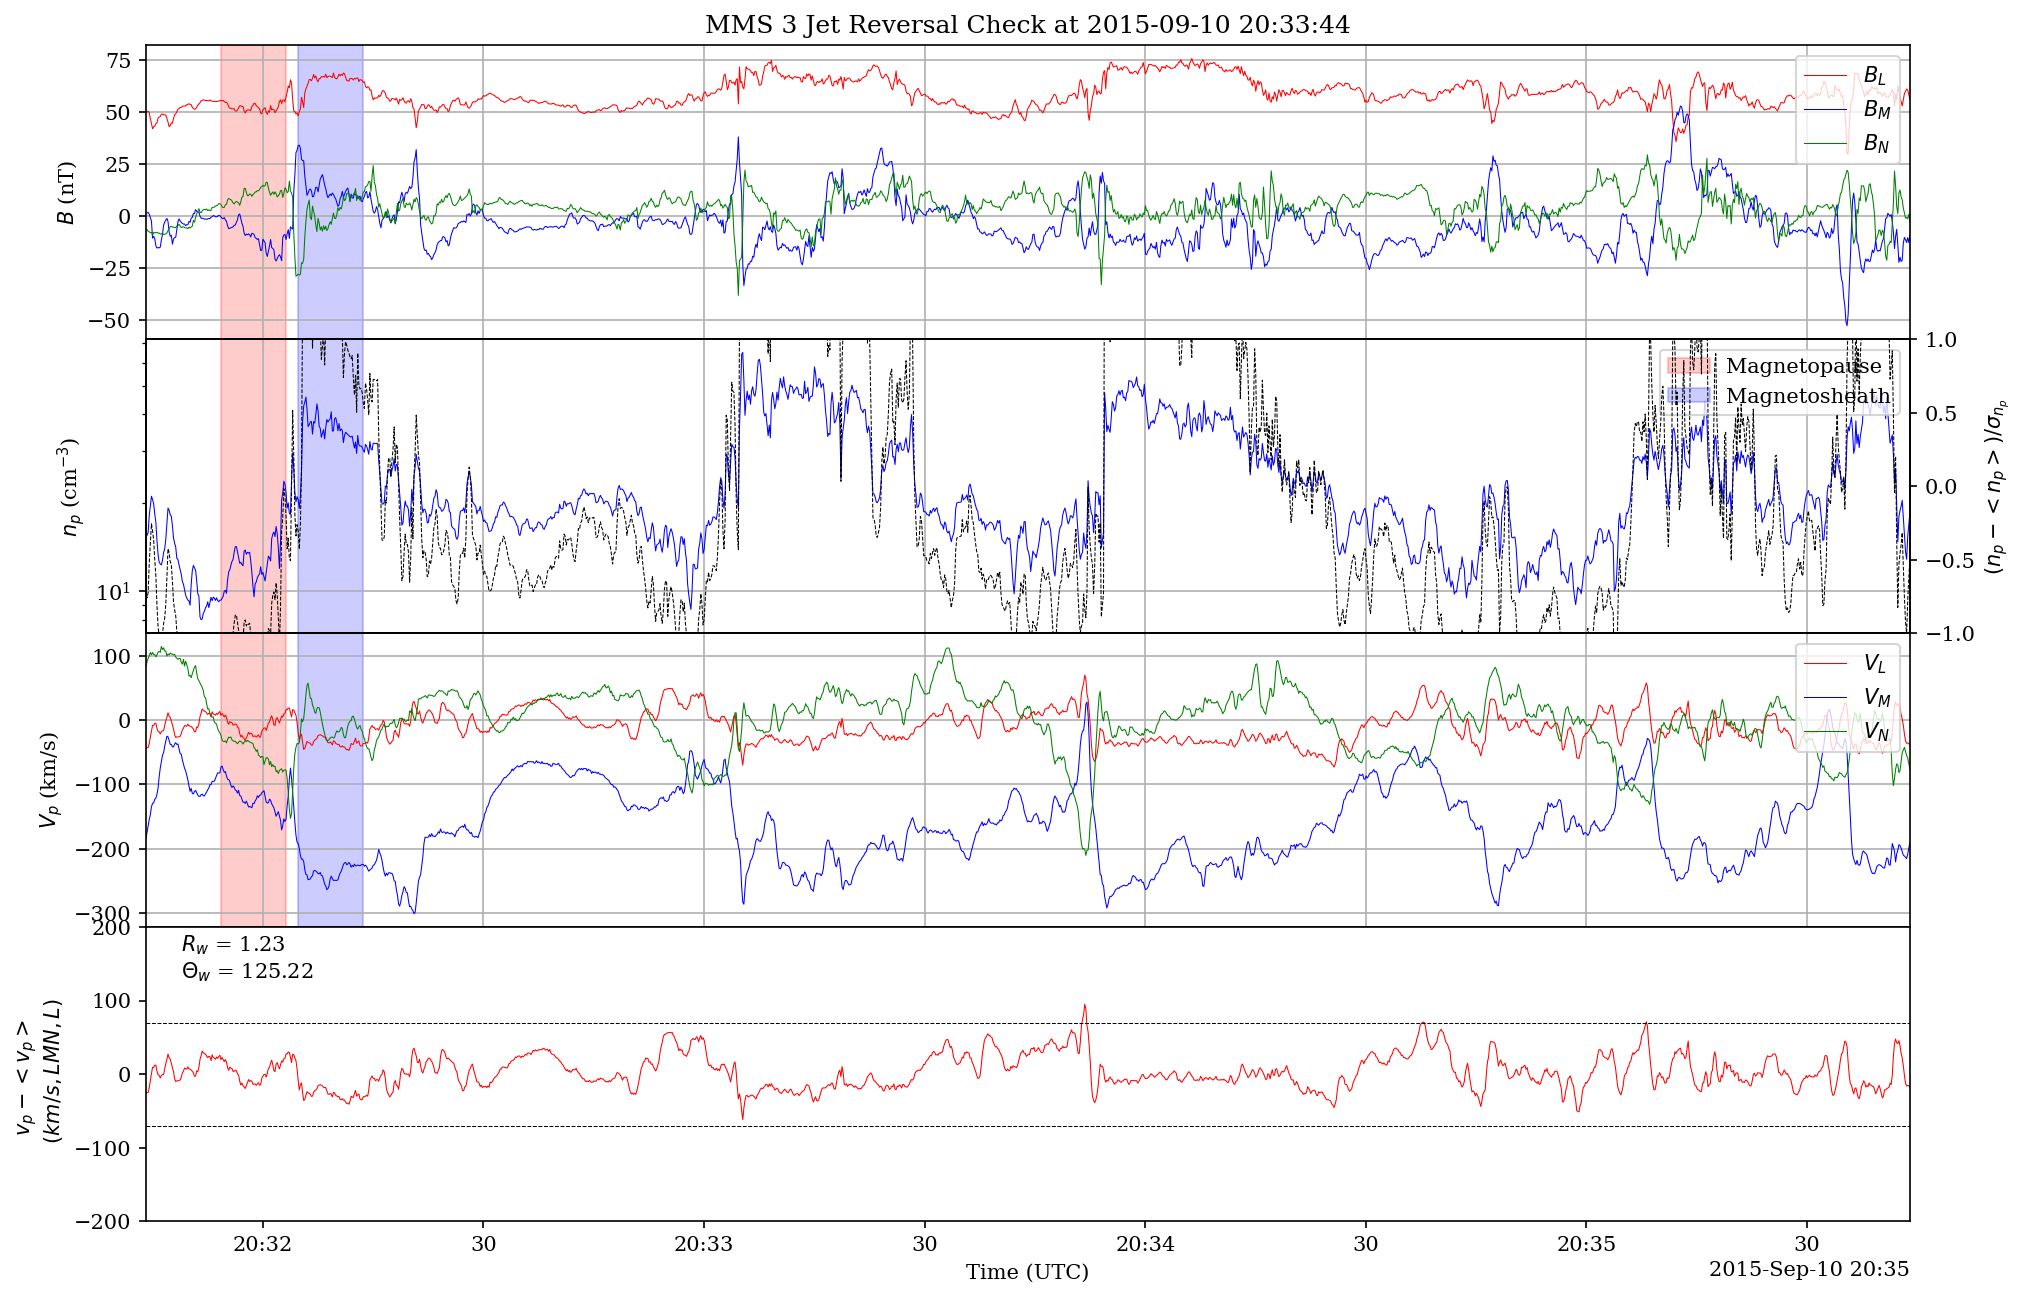 MMS 3 Jet Reversal Check at 2015-09-10 20:33:44
75
50
25
0
−25
−50
B (nT)
B_L
B_M
B_N
10^1
n_p (cm^−3)
Magnetopause
Magnetosheath
1.0
0.5
0.0
−0.5
−1.0
(n_p − < n_p > )/σ_{n_p}
100
0
−100
−200
−300
V_p (km/s)
V_L
V_M
V_N
200
100
0
−100
−200
v_p − < v_p >
(km/s, LMN, L)
R_w = 1.23
Θ_w = 125.22
20:32
30
20:33
30
20:34
30
20:35
30
Time (UTC)
2015-Sep-10 20:35